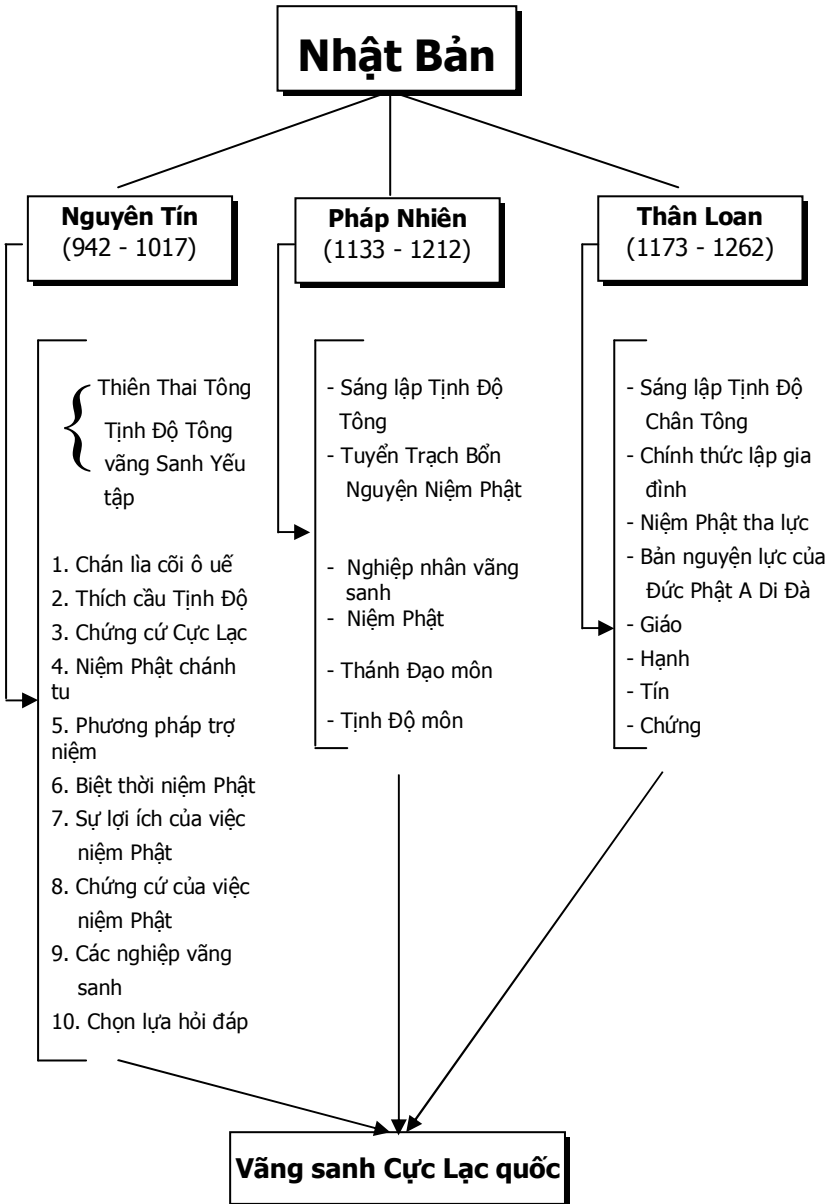 Nhật Bản
Nguyên Tín
(942 - 1017)
Thiên Thai Tông
Tịnh Độ Tông
vãng Sanh Yếu
tập
1. Chán lìa cõi ô uế
2. Thích cầu Tịnh Độ
3. Chứng cứ Cực Lạc
4. Niệm Phật chánh
tu
5. Phương pháp trợ
niệm
6. Biệt thời niệm Phật
7. Sự lợi ích của việc
niệm Phật
8. Chứng cứ của việc
niệm Phật
9. Các nghiệp vãng
sanh
10. Chọn lựa hỏi đáp
Pháp Nhiên
(1133 - 1212)
- Sáng lập Tịnh Độ
Tông
- Tuyển Trạch Bổn
Nguyện Niệm Phật
- Nghiệp nhân vãng
sanh
- Niệm Phật
- Thánh Đạo môn
- Tịnh Độ môn
Thân Loan
(1173 - 1262)
- Sáng lập Tịnh Độ
Chân Tông
- Chính thức lập gia
đình
- Niệm Phật tha lực
- Bản nguyện lực của
Đức Phật A Di Đà
- Giáo
- Hạnh
- Tín
- Chứng
Vãng sanh Cực Lạc quốc